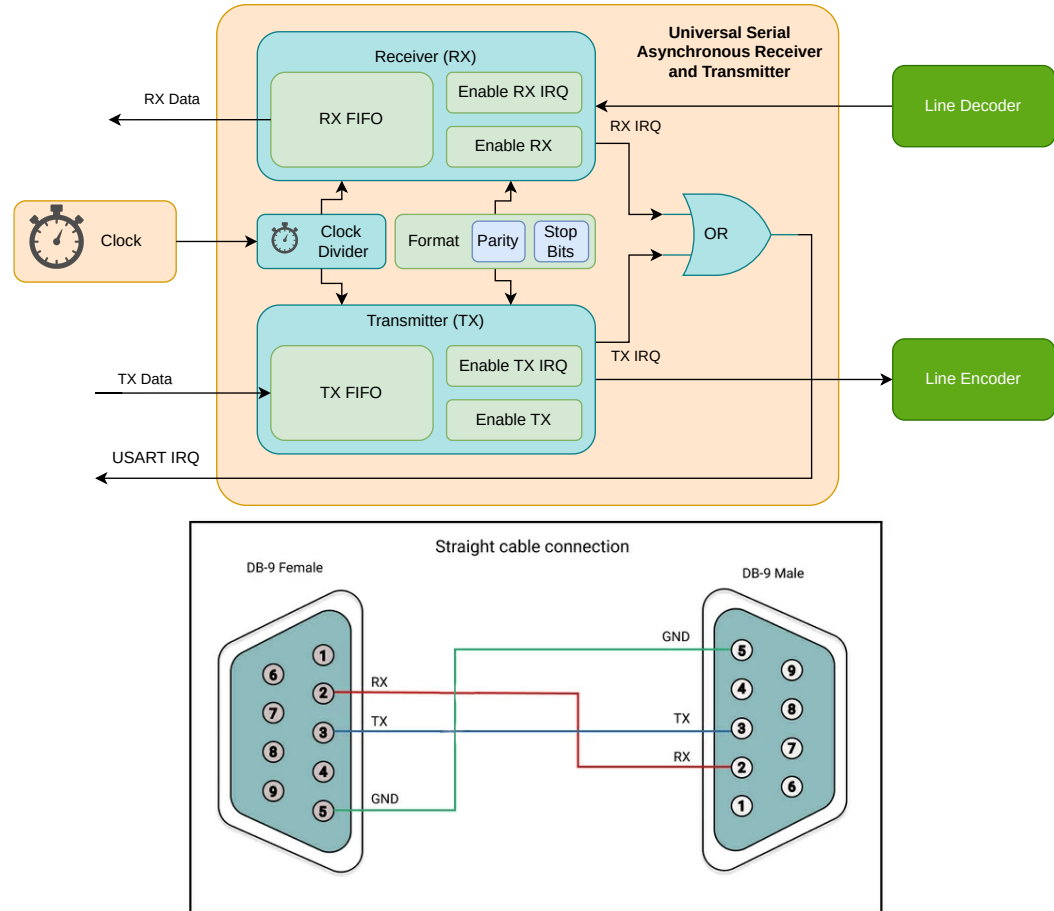 Universal Serial
Asynchronous Receiver
and Transmitter
Receiver (RX)
RX FIFO
Enable RX IRQ
Enable RX
RX Data
RX IRQ
Line Decoder
Clock
Clock
Divider
Format
Parity
Stop
Bits
OR
Transmitter (TX)
TX FIFO
Enable TX IRQ
Enable TX
TX IRQ
TX Data
Line Encoder
USART IRQ
Straight cable connection
DB-9 Female
DB-9 Male
1
6
2
7
3
8
4
9
5
RX
TX
GND
GND
TX
RX
5
9
4
8
3
7
2
6
1